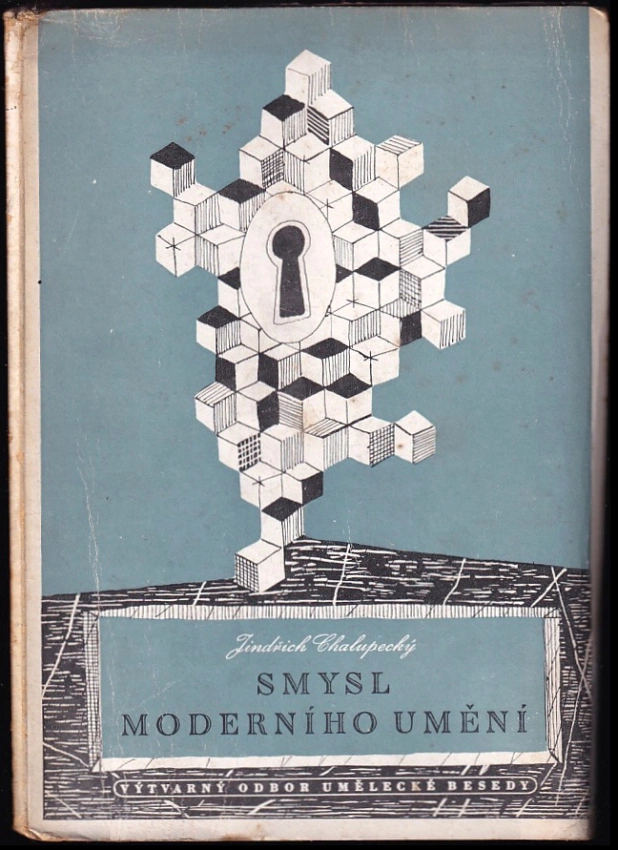 Jindřich Chalupecký
SMYSL
MODERNÍHO UMĚNÍ
VÝTVARNÝ ODBOR UMĚLECKÉ BESEDY